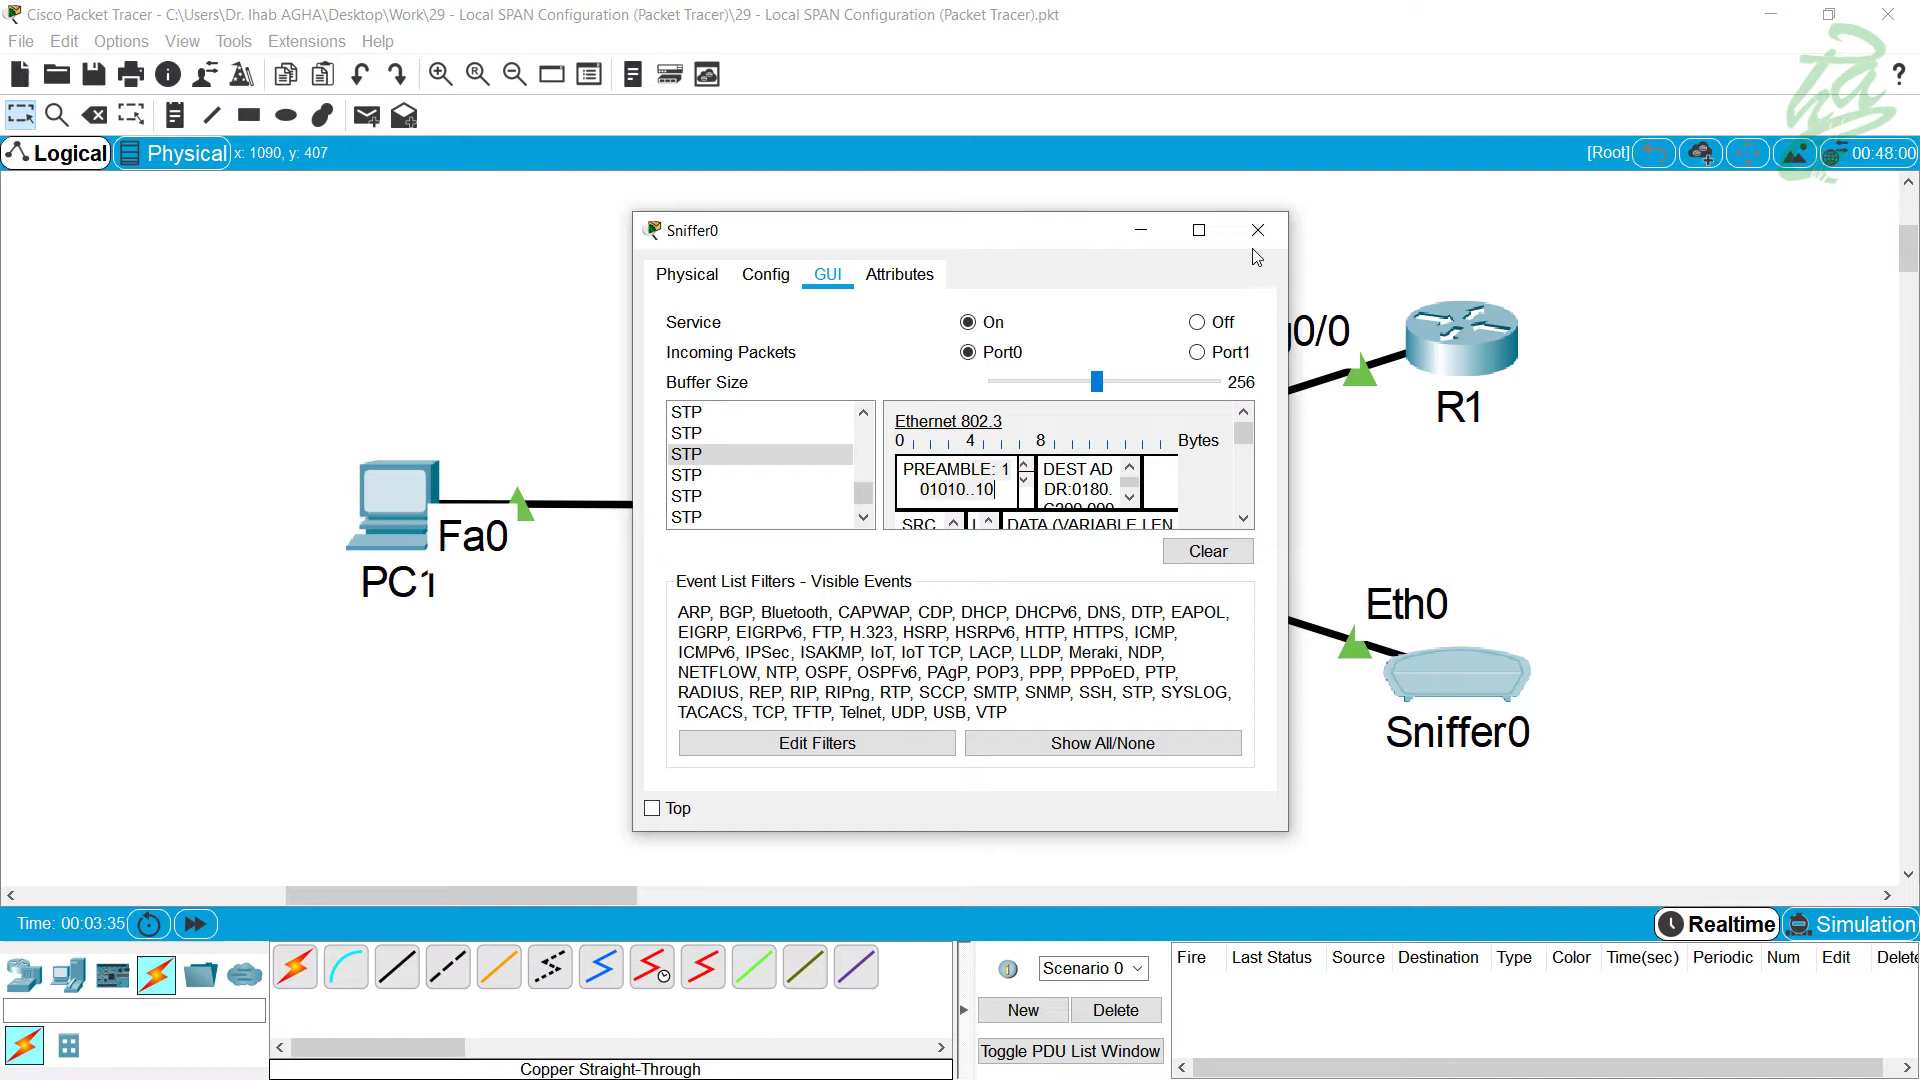 Cisco Packet Tracer - C:\Users\Dr. Ihab AGHA\Desktop\Work\29 - Local SPAN Configuration (Packet Tracer)\29 - Local SPAN Configuration (Packet Tracer).pkt
File Edit Options View Tools Extensions Help
?
Logical Physical x: 1090, y: 407 [Root] 00:48:00
Sniffer0
Physical Config GUI Attributes
Service On Off
Incoming Packets Port0 Port1
Buffer Size 256
STP
STP
STP
STP
STP
STP
Ethernet 802.3
0 4 8 Bytes
PREAMBLE: 1
01010..10
DEST AD
DR:0180.
C200.000
SRC L DATA (VARIABLE LEN
Clear
Event List Filters - Visible Events
ARP, BGP, Bluetooth, CAPWAP, CDP, DHCP, DHCPv6, DNS, DTP, EAPOL,
EIGRP, EIGRPv6, FTP, H.323, HSRP, HSRPv6, HTTP, HTTPS, ICMP,
ICMPv6, IPSec, ISAKMP, IoT, IoT TCP, LACP, LLDP, Meraki, NDP,
NETFLOW, NTP, OSPF, OSPFv6, PAgP, POP3, PPP, PPPoED, PTP,
RADIUS, REP, RIP, RIPng, RTP, SCCP, SMTP, SNMP, SSH, STP, SYSLOG,
TACACS, TCP, TFTP, Telnet, UDP, USB, VTP
Edit Filters Show All/None
Top
Fa0
PC1
g0/0
R1
Eth0
Sniffer0
Time: 00:03:35 Realtime Simulation
Scenario 0
New Delete
Toggle PDU List Window
Fire Last Status Source Destination Type Color Time(sec) Periodic Num Edit Delete
Copper Straight-Through